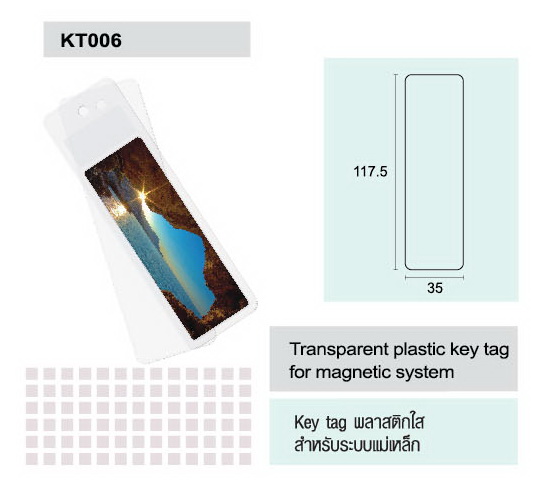 KT006
117.5
35
Transparent plastic key tag
for magnetic system
Key tag พลาสติกใส
สำหรับระบบแม่เหล็ก